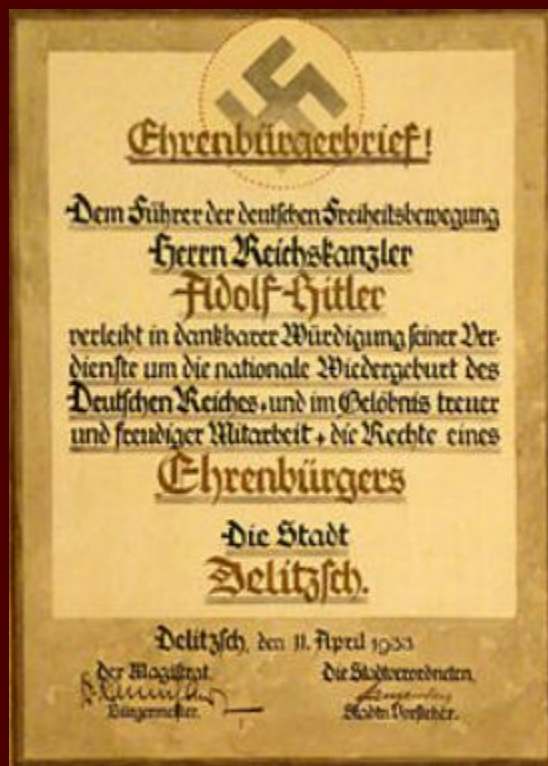 Ehrenbürgerbrief!
Dem Führer der deutschen Freiheitsbewegung
Herrn Reichskanzler
Adolf Hitler
verleiht in dankbarer Würdigung seiner Ver-
dienste um die nationale Wiedergeburt des
Deutschen Reiches, und im Gelöbnis treuer
und freudiger Mitarbeit, die Rechte eines
Ehrenbürgers
Die Stadt
Delitzsch.
Delitzsch, den 11. April 1933
Der Magistrat. Die Stadtverordneten.
Bürgermeister. Stadtv. Vorsteher.